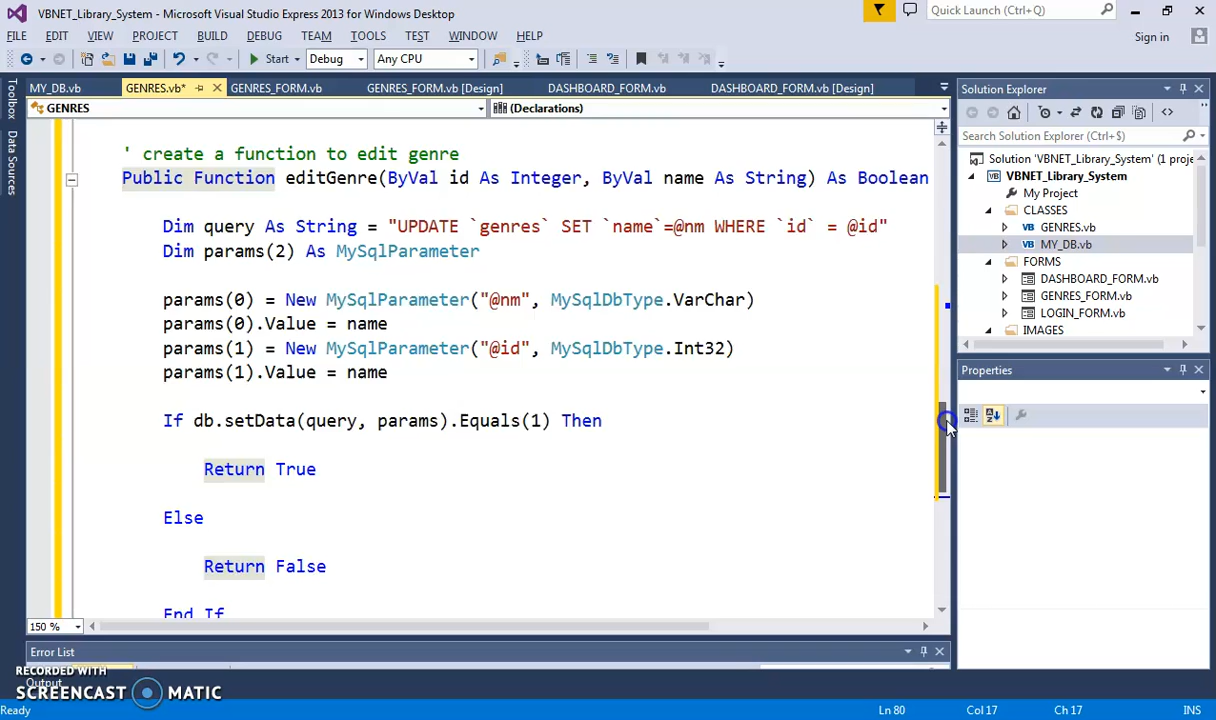 VBNET_Library_System - Microsoft Visual Studio Express 2013 for Windows Desktop
Quick Launch (Ctrl+Q)
FILE EDIT VIEW PROJECT BUILD DEBUG TEAM TOOLS TEST WINDOW HELP
Sign in
Start Debug Any CPU
Toolbox
Data Sources
MY_DB.vb GENRES.vb* GENRES_FORM.vb GENRES_FORM.vb [Design] DASHBOARD_FORM.vb DASHBOARD_FORM.vb [Design]
GENRES (Declarations)
' create a function to edit genre
Public Function editGenre(ByVal id As Integer, ByVal name As String) As Boolean
Dim query As String = "UPDATE `genres` SET `name`=@nm WHERE `id` = @id"
Dim params(2) As MySqlParameter
params(0) = New MySqlParameter("@nm", MySqlDbType.VarChar)
params(0).Value = name
params(1) = New MySqlParameter("@id", MySqlDbType.Int32)
params(1).Value = name
If db.setData(query, params).Equals(1) Then
Return True
Else
Return False
End If
150 %
Solution Explorer
Search Solution Explorer (Ctrl+$)
Solution 'VBNET_Library_System' (1 proje
VBNET_Library_System
My Project
CLASSES
GENRES.vb
MY_DB.vb
FORMS
DASHBOARD_FORM.vb
GENRES_FORM.vb
LOGIN_FORM.vb
IMAGES
Properties
Error List
Output
RECORDED WITH
SCREENCAST MATIC
Ready
Ln 80 Col 17 Ch 17 INS